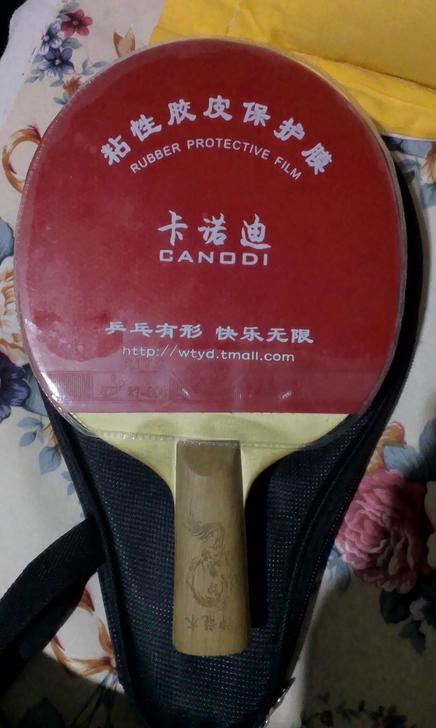 粘性胶皮保护膜
RUBBER PROTECTIVE FILM
卡诺迪
CANODI
乒乓有形 快乐无限
http://wtyd.tmall.com